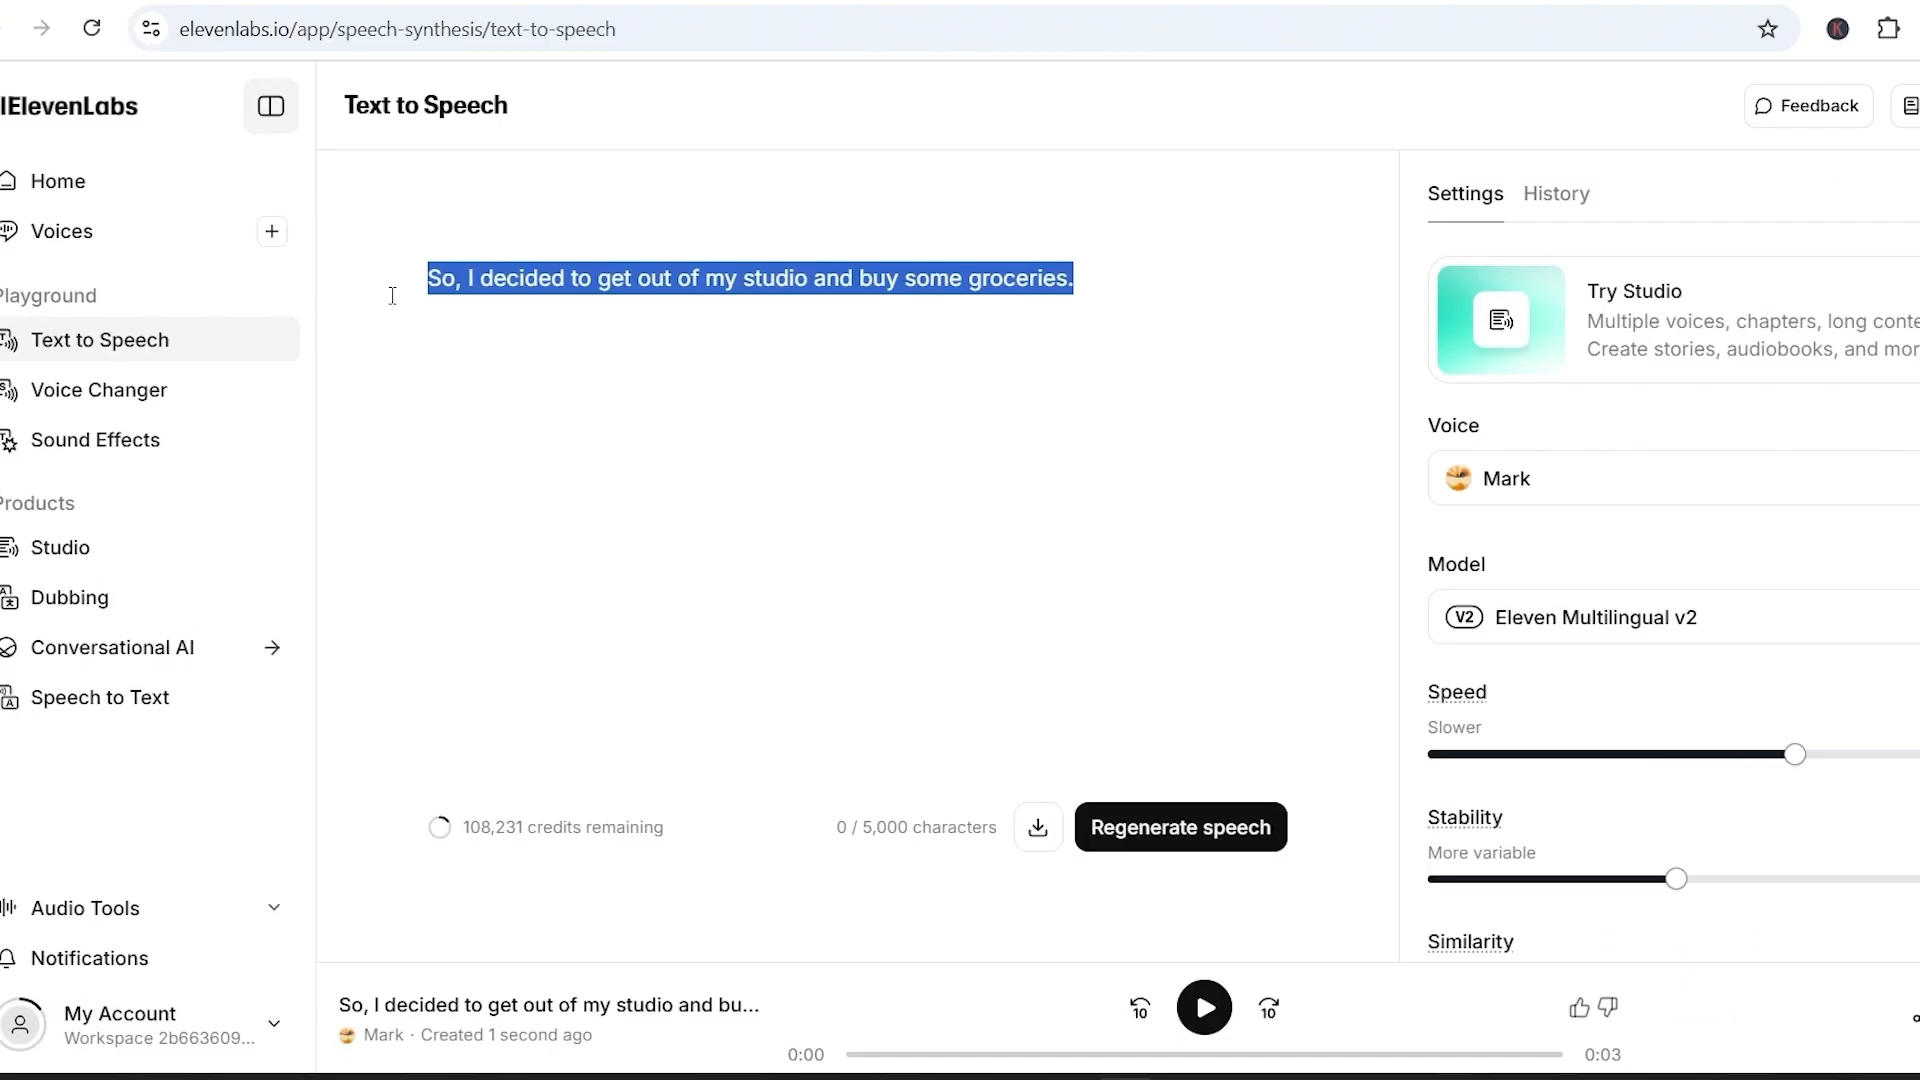 elevenlabs.io/app/speech-synthesis/text-to-speech
K
IElevenLabs
Text to Speech
Feedback
Home
Voices
Playground
Text to Speech
Voice Changer
Sound Effects
Products
Studio
Dubbing
Conversational AI
Speech to Text
Audio Tools
Notifications
My Account
Workspace 2b663609...
So, I decided to get out of my studio and buy some groceries.
108,231 credits remaining
0 / 5,000 characters
Regenerate speech
Settings
History
Try Studio
Multiple voices, chapters, long conte
Create stories, audiobooks, and mor
Voice
Mark
Model
V2 Eleven Multilingual v2
Speed
Slower
Stability
More variable
Similarity
So, I decided to get out of my studio and bu...
Mark · Created 1 second ago
10
10
0:00
0:03